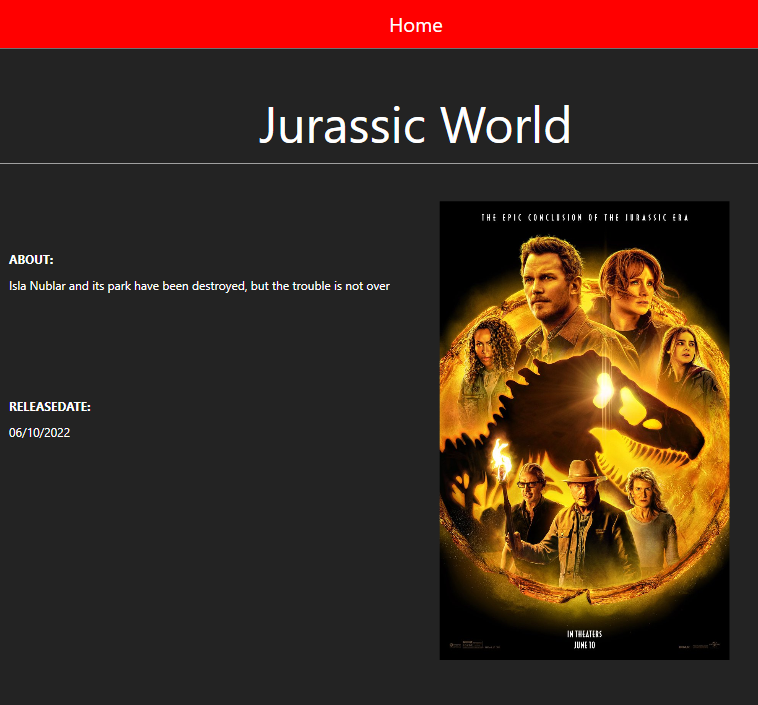 Home
Jurassic World
THE EPIC CONCLUSION OF THE JURASSIC ERA
ABOUT:
Isla Nublar and its park have been destroyed, but the trouble is not over
RELEASEDATE:
06/10/2022
IN THEATERS
JUNE 10